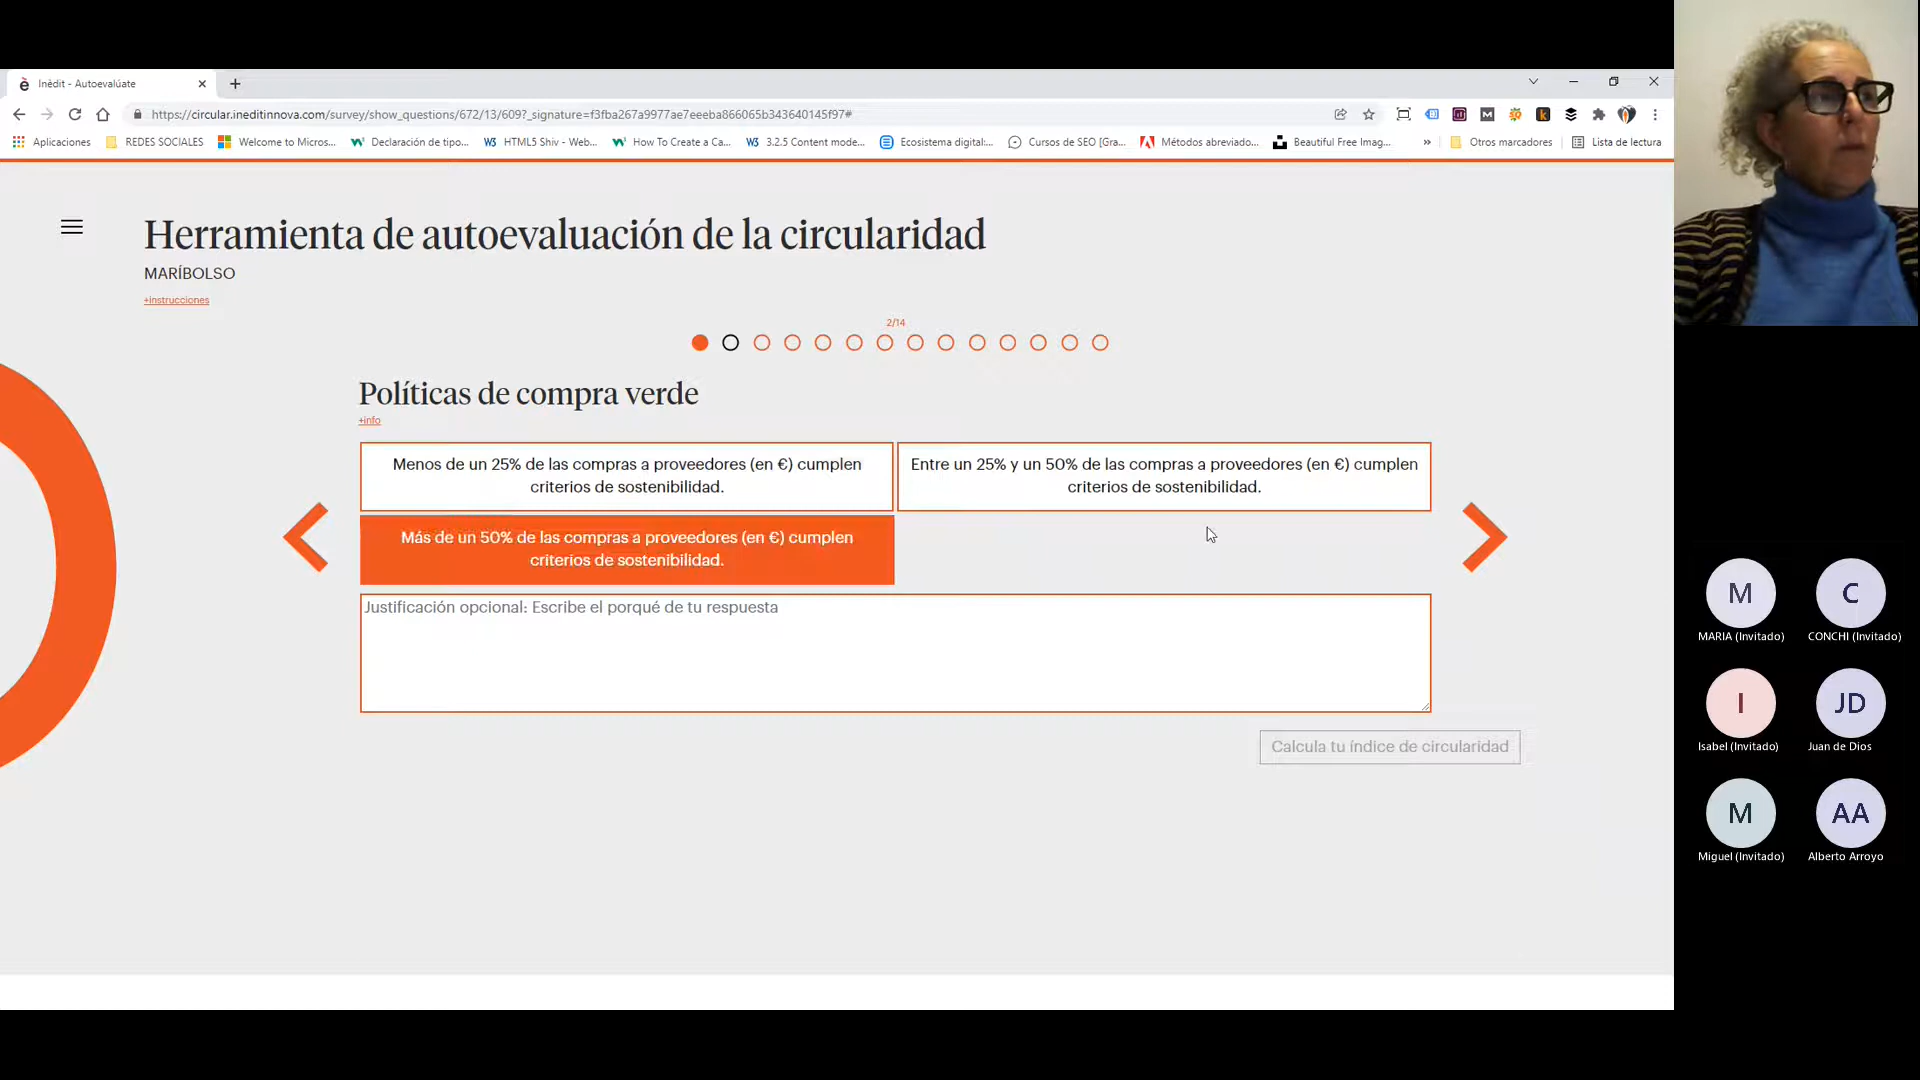 Inèdit - Autoevalúate
https://circular.ineditinnova.com/survey/show_questions/672/13/609?_signature=f3fba267a9977ae7eeeba866065b343640145f97#
Aplicaciones
REDES SOCIALES
Welcome to Micros...
Declaración de tipo...
HTML5 Shiv - Web...
How To Create a Ca...
3.2.5 Content mode...
Ecosistema digital:...
Cursos de SEO [Gra...
Métodos abreviado...
Beautiful Free Imag...
»
Otros marcadores
Lista de lectura
Herramienta de autoevaluación de la circularidad
MARÍBOLSO
+instrucciones
2/14
Políticas de compra verde
+info
Menos de un 25% de las compras a proveedores (en €) cumplen
criterios de sostenibilidad.
Entre un 25% y un 50% de las compras a proveedores (en €) cumplen
criterios de sostenibilidad.
Más de un 50% de las compras a proveedores (en €) cumplen
criterios de sostenibilidad.
Justificación opcional: Escribe el porqué de tu respuesta
Calcula tu índice de circularidad
M
MARIA (Invitado)
C
CONCHI (Invitado)
I
Isabel (Invitado)
JD
Juan de Dios
M
Miguel (Invitado)
AA
Alberto Arroyo